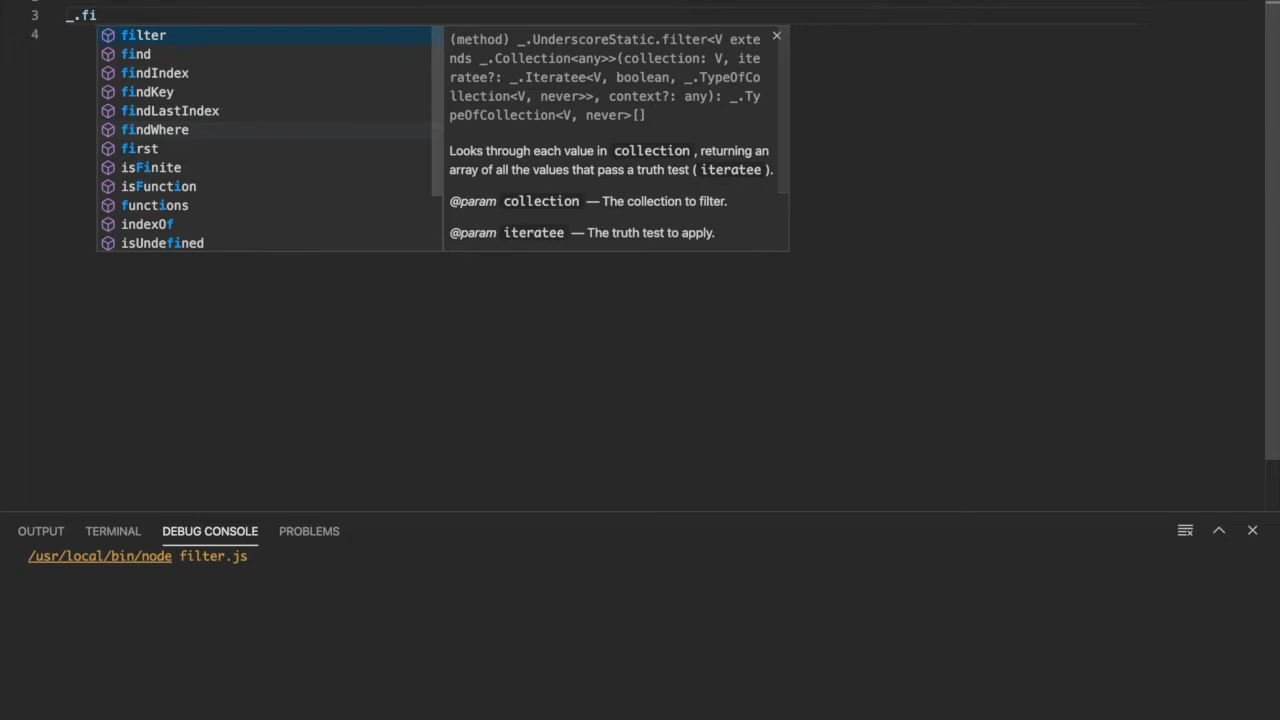 3 _.fi
4
filter
find
findIndex
findKey
findLastIndex
findWhere
first
isFinite
isFunction
functions
indexOf
isUndefined
(method) _.UnderscoreStatic.filter<V exte
nds _.Collection<any>>(collection: V, ite
ratee?: _.Iteratee<V, boolean, _.TypeOfCo
llection<V, never>>, context?: any): _.Ty
peOfCollection<V, never>[]
Looks through each value in collection , returning an
array of all the values that pass a truth test ( iteratee ).
@param collection — The collection to filter.
@param iteratee — The truth test to apply.
OUTPUT TERMINAL DEBUG CONSOLE PROBLEMS
/usr/local/bin/node filter.js